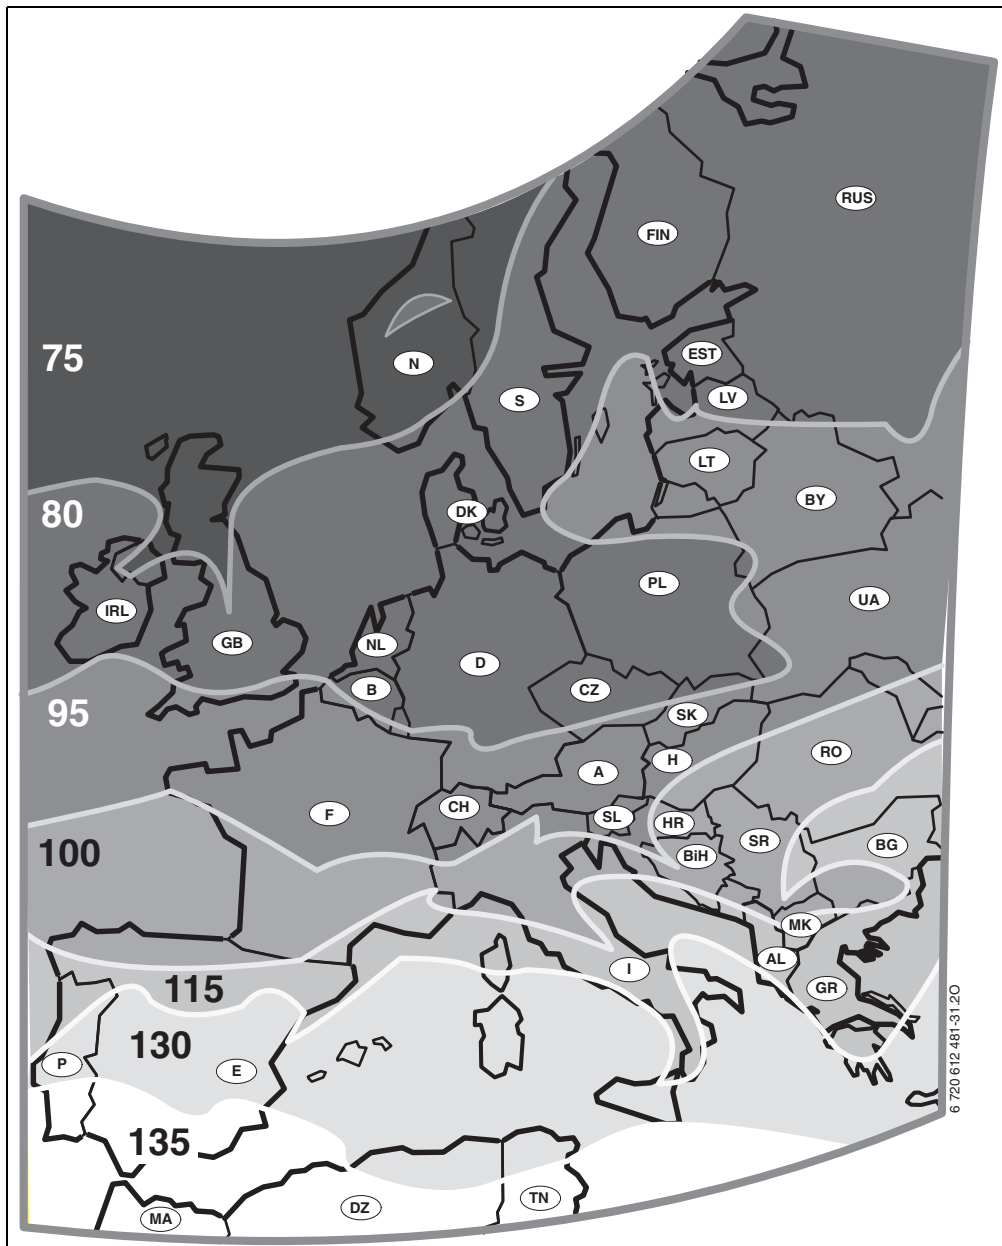 RUS
FIN
75
N
EST
S
LV
LT
BY
80
DK
PL
IRL
UA
GB
NL
D
B
CZ
95
SK
RO
H
A
CH
F
SL
HR
SR
BG
100
BiH
MK
AL
I
115
GR
130
P
E
135
TN
DZ
MA
6 720 612 481-31.2O